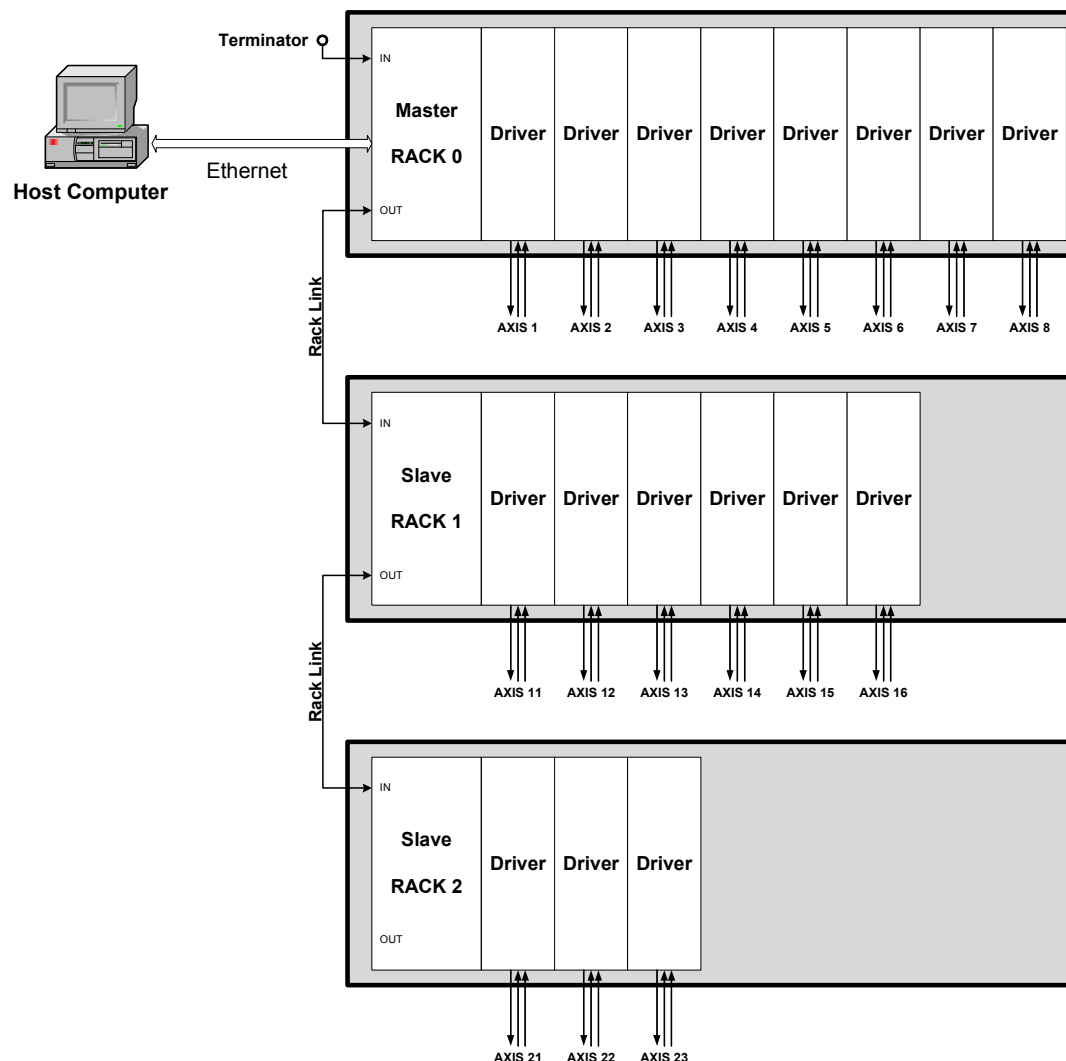 Terminator
IN
Master
RACK 0
OUT
Driver Driver Driver Driver Driver Driver Driver Driver
Ethernet
Host Computer
AXIS 1 AXIS 2 AXIS 3 AXIS 4 AXIS 5 AXIS 6 AXIS 7 AXIS 8
Rack Link
IN
Slave
RACK 1
OUT
Driver Driver Driver Driver Driver Driver
AXIS 11 AXIS 12 AXIS 13 AXIS 14 AXIS 15 AXIS 16
Rack Link
IN
Slave
RACK 2
OUT
Driver Driver Driver
AXIS 21 AXIS 22 AXIS 23